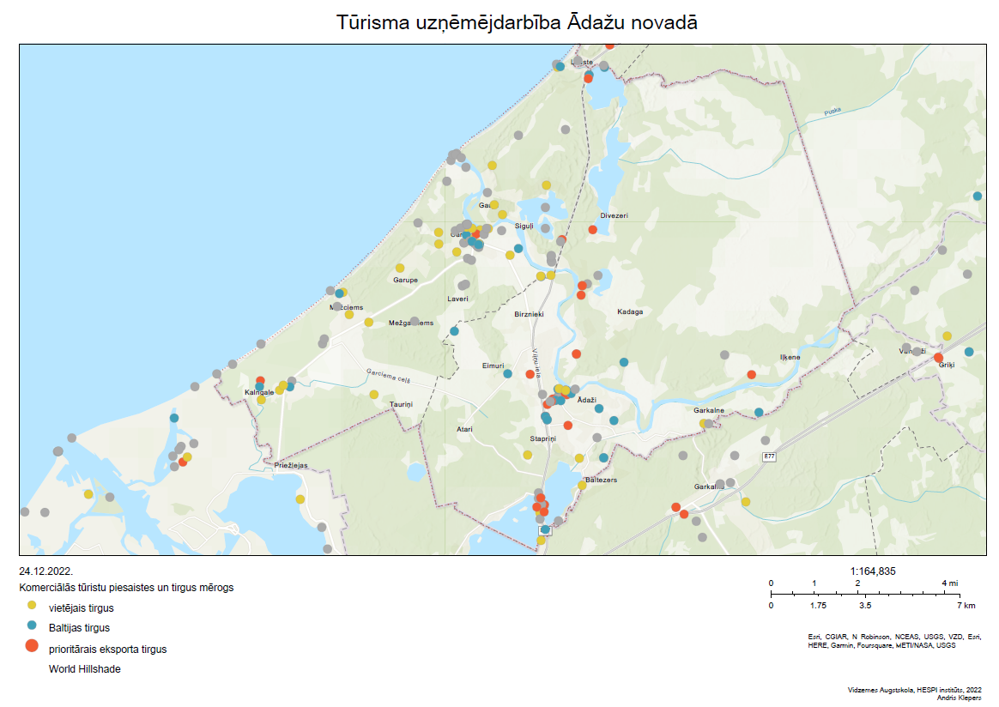 Tūrisma uzņēmējdarbība Ādažu novadā
Puska
Divezeri
Siguļi
Garupe
Laveri
Mežgarciems
Birznieki
Kadaga
Iļķene
Eimuri
Viļņu iela
Garciema ceļš
Kalngale
Tauriņi
Ādaži
Griķi
Garkalne
Atari
Stapriņi
E77
Priežlejas
Baltezers
Garkalne
24.12.2022.
Komerciālās tūristu piesaistes un tirgus mērogs
vietējais tirgus
Baltijas tirgus
prioritārais eksporta tirgus
World Hillshade
1:164,835
0 1 2 4 mi
0 1.75 3.5 7 km
Esri, CGIAR, N Robinson, NCEAS, USGS, VZD, Esri,
HERE, Garmin, Foursquare, METI/NASA, USGS
Vidzemes Augstskola, HESPI institūts, 2022
Andris Klepers